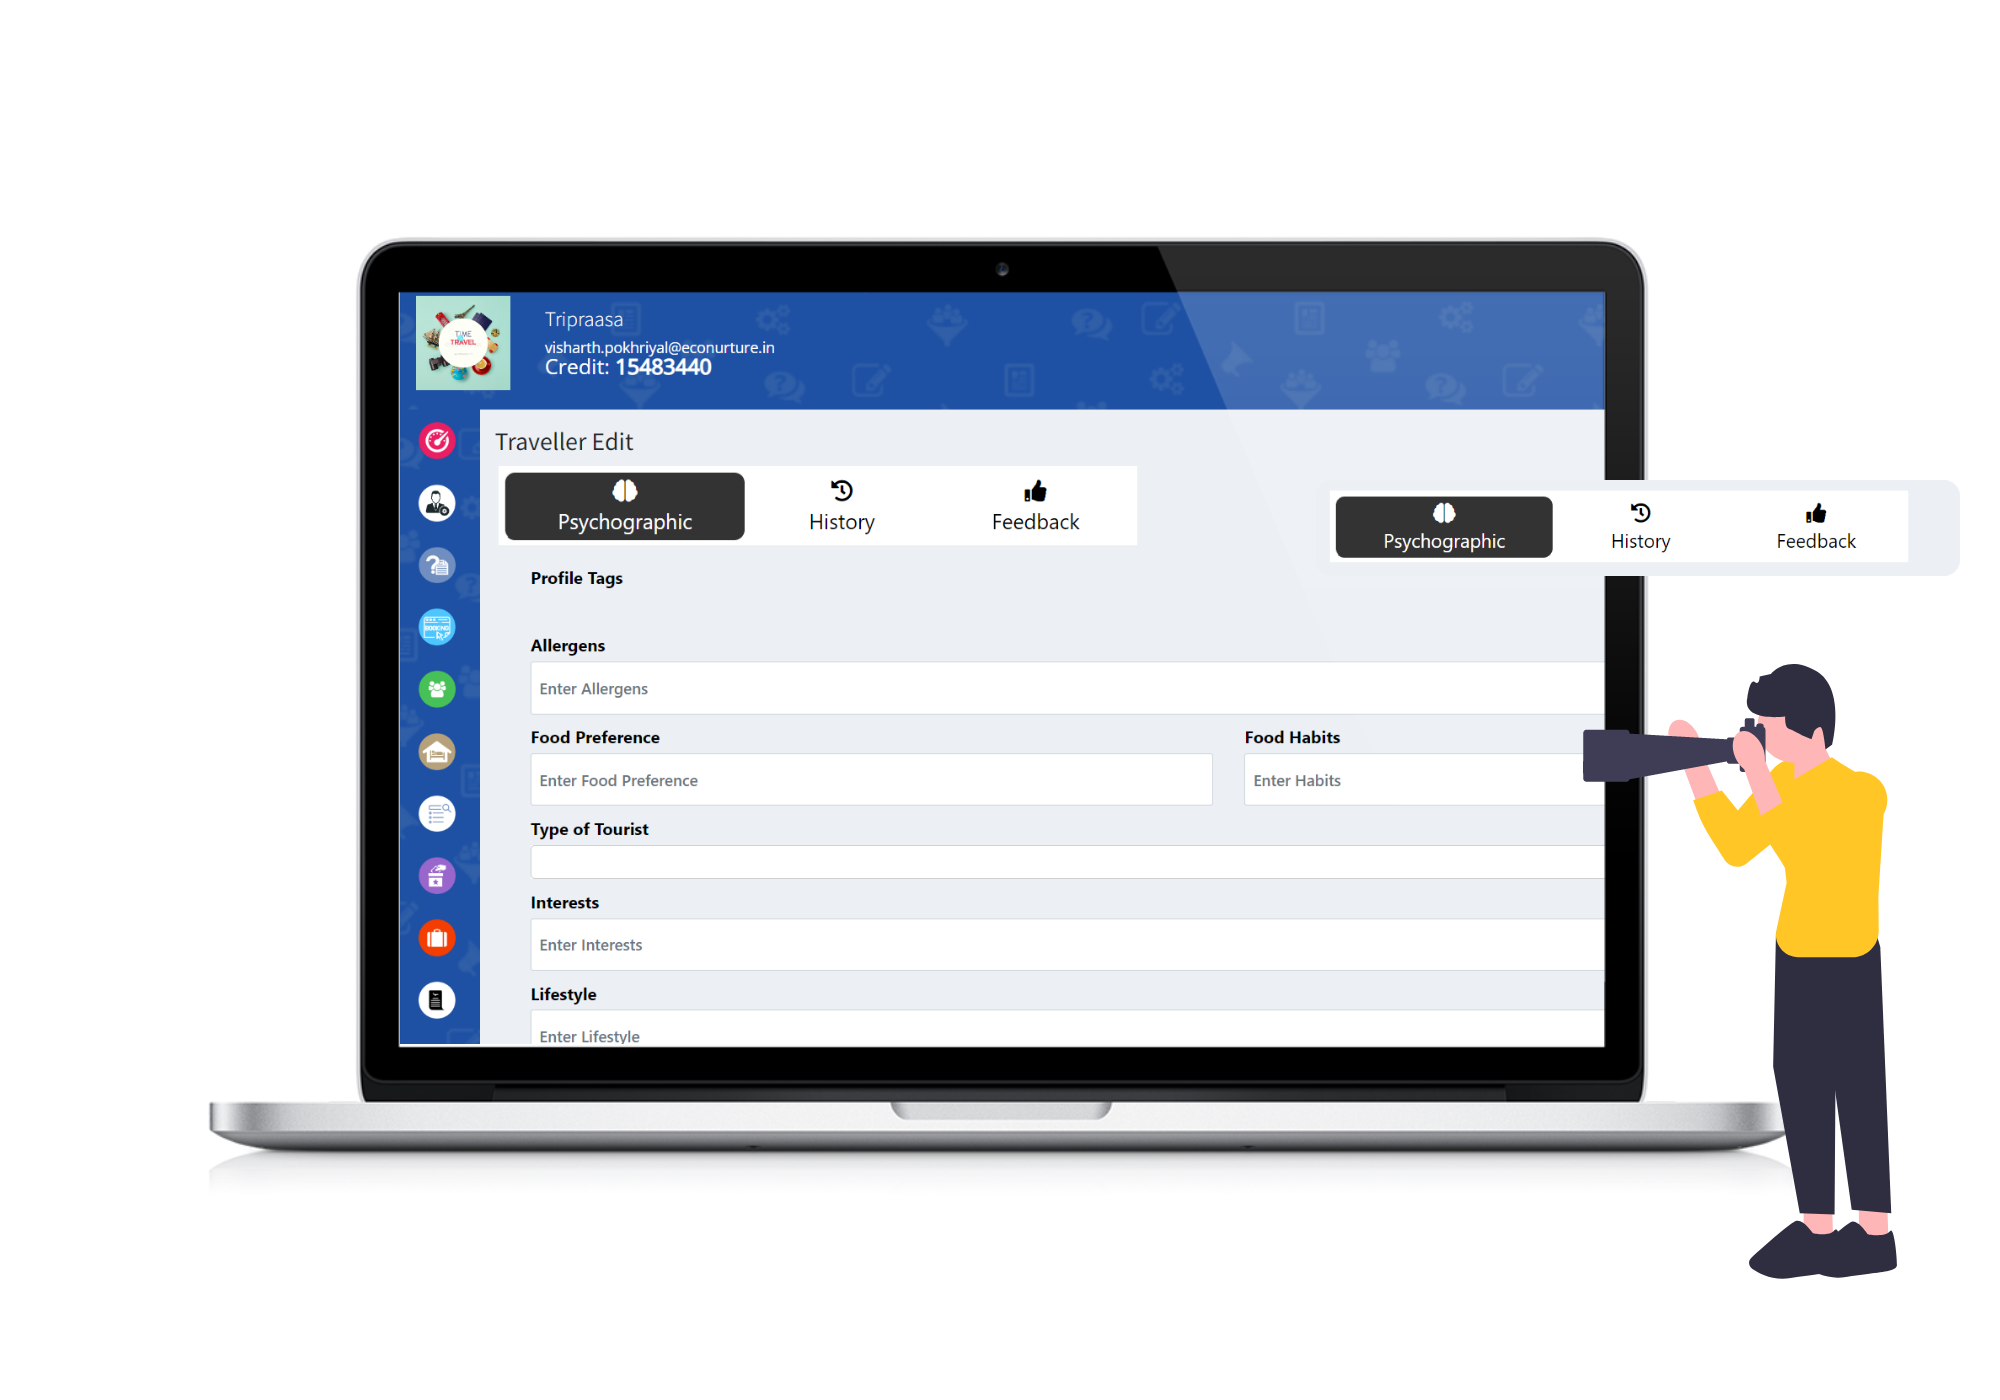 TIME
TRAVEL
Tripraasa
visharth.pokhriyal@econurture.in
Credit: 15483440
Traveller Edit
Psychographic History Feedback
Psychographic History Feedback
Profile Tags
Allergens
Enter Allergens
Food Preference Food Habits
Enter Food Preference Enter Habits
Type of Tourist
Interests
Enter Interests
Lifestyle
Enter Lifestyle
BOOKING